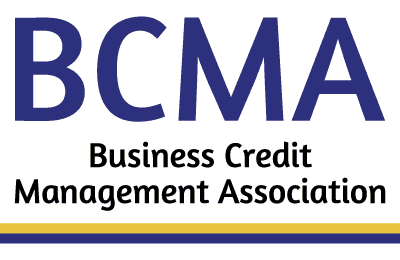 BCMA
Business Credit
Management Association